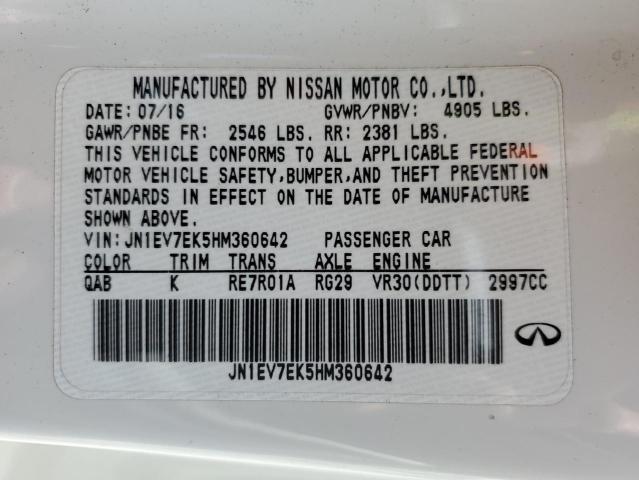 MANUFACTURED BY NISSAN MOTOR CO.,LTD.
DATE: 07/16 GVWR/PNBV: 4905 LBS.
GAWR/PNBE FR: 2546 LBS. RR: 2381 LBS.
THIS VEHICLE CONFORMS TO ALL APPLICABLE FEDERAL
MOTOR VEHICLE SAFETY,BUMPER,AND THEFT PREVENTION
STANDARDS IN EFFECT ON THE DATE OF MANUFACTURE
SHOWN ABOVE.
VIN:JN1EV7EK5HM360642 PASSENGER CAR
COLOR TRIM TRANS AXLE ENGINE
QAB K RE7R01A RG29 VR30(DDTT) 2997CC
JN1EV7EK5HM360642